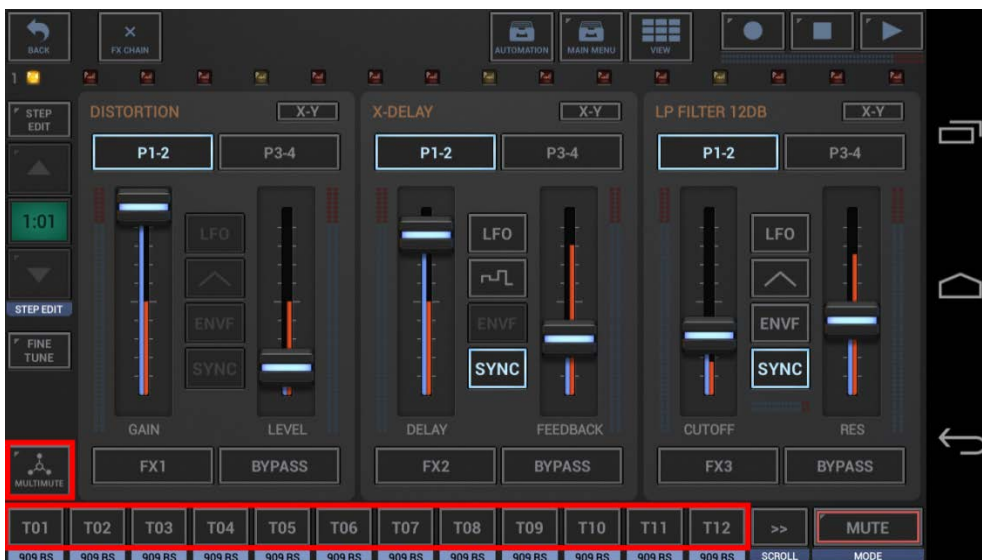 BACK
FX CHAIN
AUTOMATION
MAIN MENU
VIEW
1
STEP
EDIT
1:01
STEP EDIT
FINE
TUNE
MULTIMUTE
DISTORTION X-Y
P1-2 P3-4
LFO
ENVF
SYNC
GAIN LEVEL
FX1 BYPASS
X-DELAY X-Y
P1-2 P3-4
LFO
ENVF
SYNC
DELAY FEEDBACK
FX2 BYPASS
LP FILTER 12DB X-Y
P1-2 P3-4
LFO
ENVF
SYNC
CUTOFF RES
FX3 BYPASS
T01 T02 T03 T04 T05 T06 T07 T08 T09 T10 T11 T12 >> MUTE
909 BS 909 BS 909 BS 909 BS 909 BS 909 BS 909 BS 909 BS 909 BS 909 BS 909 BS 909 BS SCROLL MODE